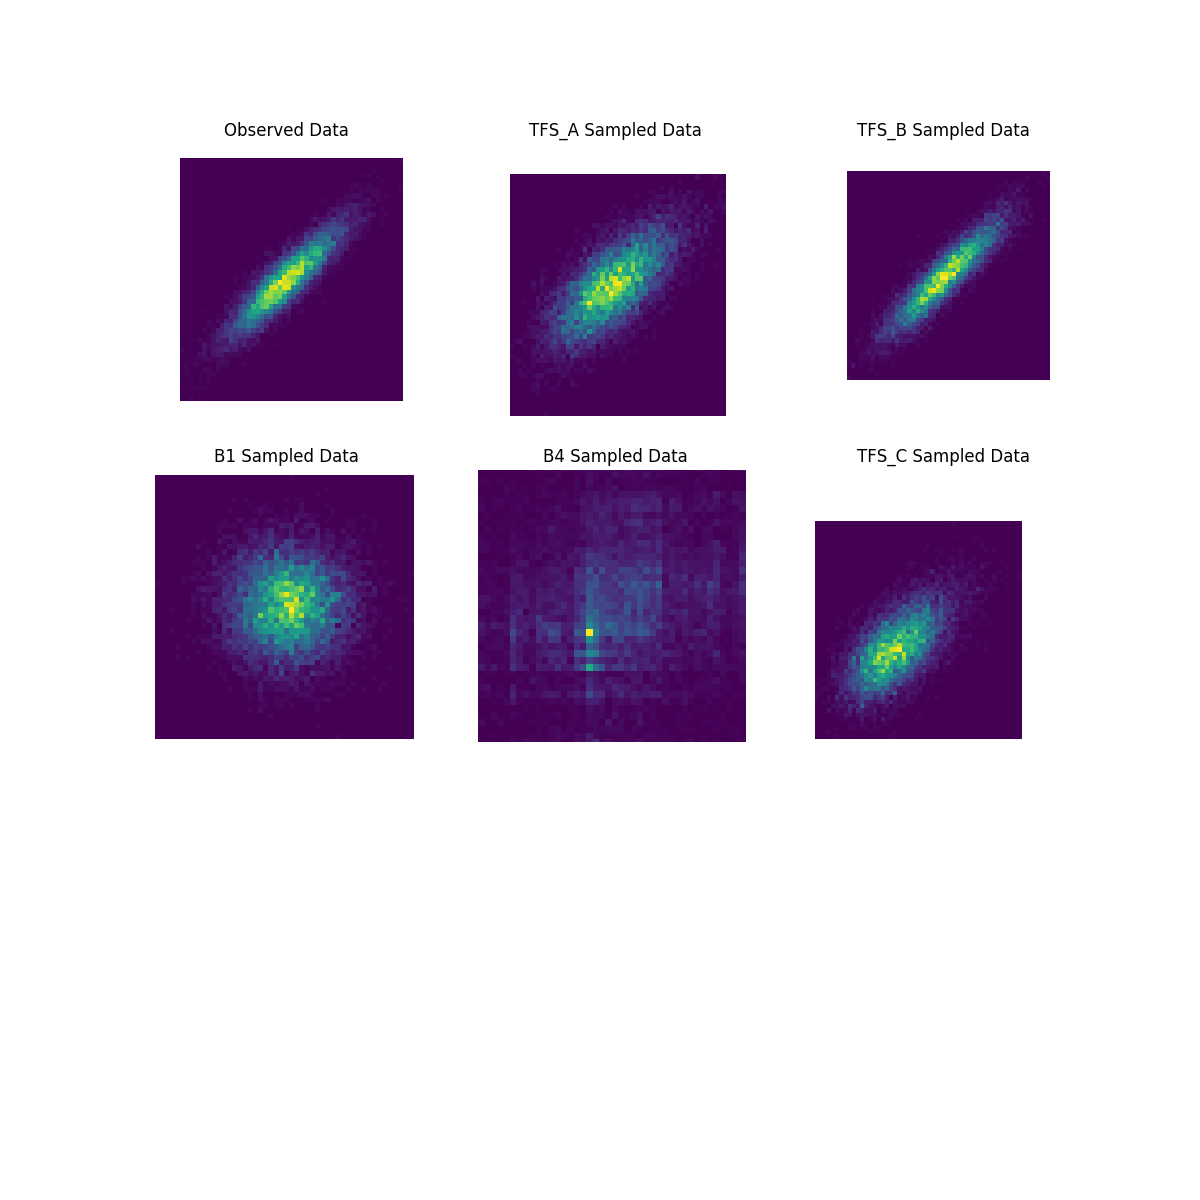 Observed Data
TFS_A Sampled Data
TFS_B Sampled Data
B1 Sampled Data
B4 Sampled Data
TFS_C Sampled Data